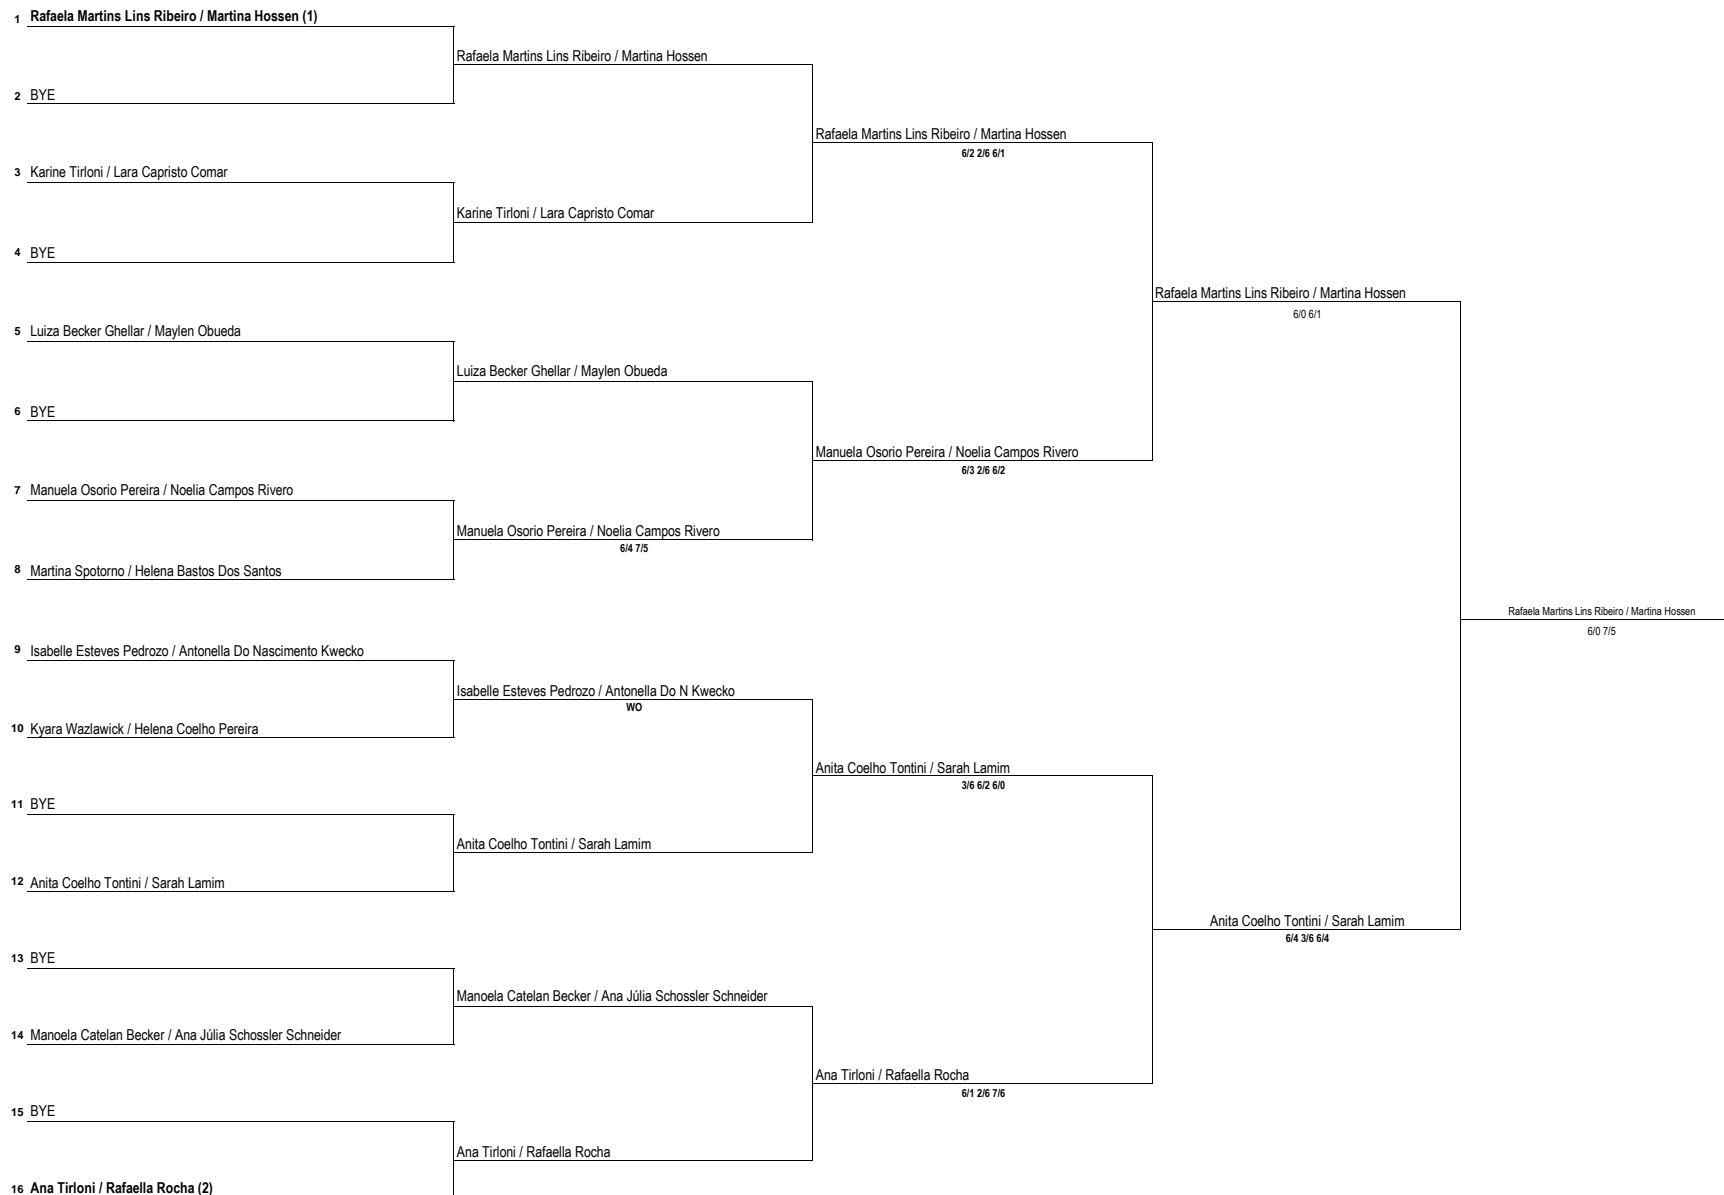 1 Rafaela Martins Lins Ribeiro / Martina Hossen (1)
Rafaela Martins Lins Ribeiro / Martina Hossen
2 BYE
Rafaela Martins Lins Ribeiro / Martina Hossen
6/2 2/6 6/1
3 Karine Tirloni / Lara Capristo Comar
Karine Tirloni / Lara Capristo Comar
4 BYE
Rafaela Martins Lins Ribeiro / Martina Hossen
6/0 6/1
5 Luiza Becker Ghellar / Maylen Obueda
Luiza Becker Ghellar / Maylen Obueda
6 BYE
Manuela Osorio Pereira / Noelia Campos Rivero
6/3 2/6 6/2
7 Manuela Osorio Pereira / Noelia Campos Rivero
Manuela Osorio Pereira / Noelia Campos Rivero
6/4 7/5
8 Martina Spotorno / Helena Bastos Dos Santos
Rafaela Martins Lins Ribeiro / Martina Hossen
6/0 7/5
9 Isabelle Esteves Pedrozo / Antonella Do Nascimento Kwecko
Isabelle Esteves Pedrozo / Antonella Do N Kwecko
WO
10 Kyara Wazlawick / Helena Coelho Pereira
Anita Coelho Tontini / Sarah Lamim
3/6 6/2 6/0
11 BYE
Anita Coelho Tontini / Sarah Lamim
12 Anita Coelho Tontini / Sarah Lamim
Anita Coelho Tontini / Sarah Lamim
6/4 3/6 6/4
13 BYE
Manoela Catelan Becker / Ana Júlia Schossler Schneider
14 Manoela Catelan Becker / Ana Júlia Schossler Schneider
Ana Tirloni / Rafaella Rocha
6/1 2/6 7/6
15 BYE
Ana Tirloni / Rafaella Rocha
16 Ana Tirloni / Rafaella Rocha (2)